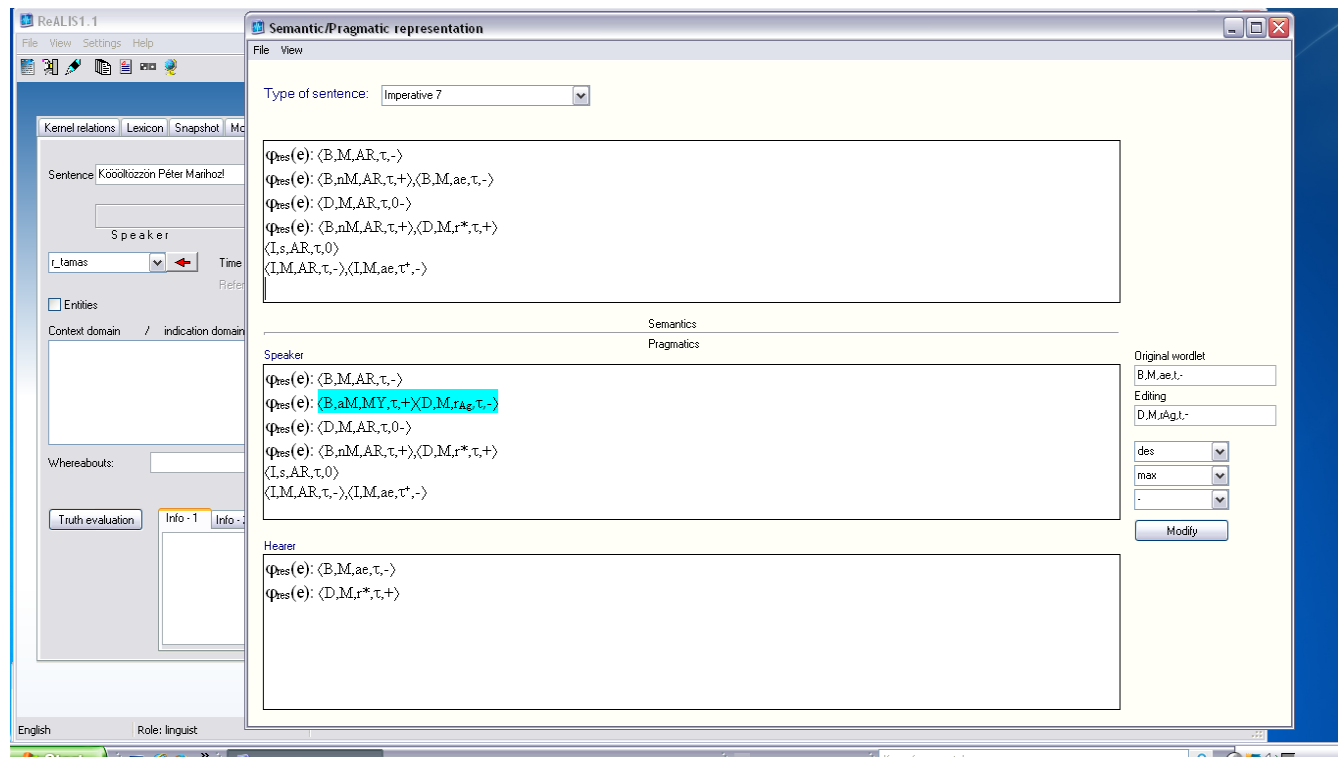 ReALIS1.1
File View Settings Help
Kernel relations Lexicon Snapshot
Sentence Kööőltözzön Péter Marihoz!
Speaker
r_tamas
Time
Entities
Context domain / indication domain
Whereabouts:
Truth evaluation Info - 1 Info -
English Role: linguist
Semantic/Pragmatic representation
File View
Type of sentence: Imperative 7
φres(e): ⟨B,M,AR,τ,-⟩
φres(e): ⟨B,nM,AR,τ,+⟩,⟨B,M,ae,τ,-⟩
φres(e): ⟨D,M,AR,τ,0-⟩
φres(e): ⟨B,nM,AR,τ,+⟩,⟨D,M,r*,τ,+⟩
⟨I,s,AR,τ,0⟩
⟨I,M,AR,τ,-⟩,⟨I,M,ae,τ⁺,-⟩
Semantics
Pragmatics
Speaker
φres(e): ⟨B,M,AR,τ,-⟩
φres(e): ⟨B,aM,MY,τ,+⟩⟨D,M,rAg,τ,-⟩
φres(e): ⟨D,M,AR,τ,0-⟩
φres(e): ⟨B,nM,AR,τ,+⟩,⟨D,M,r*,τ,+⟩
⟨I,s,AR,τ,0⟩
⟨I,M,AR,τ,-⟩,⟨I,M,ae,τ⁺,-⟩
Hearer
φres(e): ⟨B,M,ae,τ,-⟩
φres(e): ⟨D,M,r*,τ,+⟩
Original wordlet
B,M,ae,t,-
Editing
D,M,rAg,t,-
des
max
-
Modify